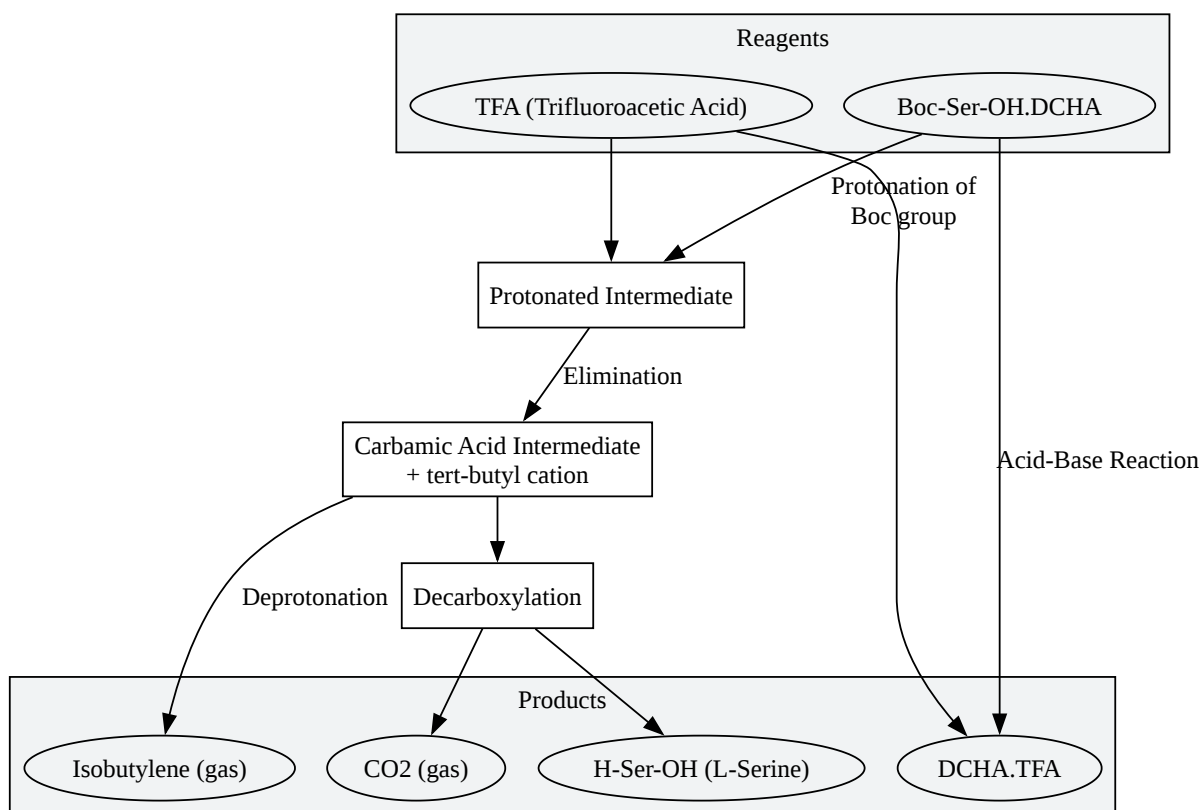 Reagents
TFA (Trifluoroacetic Acid)
Boc-Ser-OH.DCHA
Protonation of
Boc group
Protonated Intermediate
Elimination
Carbamic Acid Intermediate
+ tert-butyl cation
Acid-Base Reaction
Deprotonation
Decarboxylation
Products
Isobutylene (gas)
CO2 (gas)
H-Ser-OH (L-Serine)
DCHA.TFA